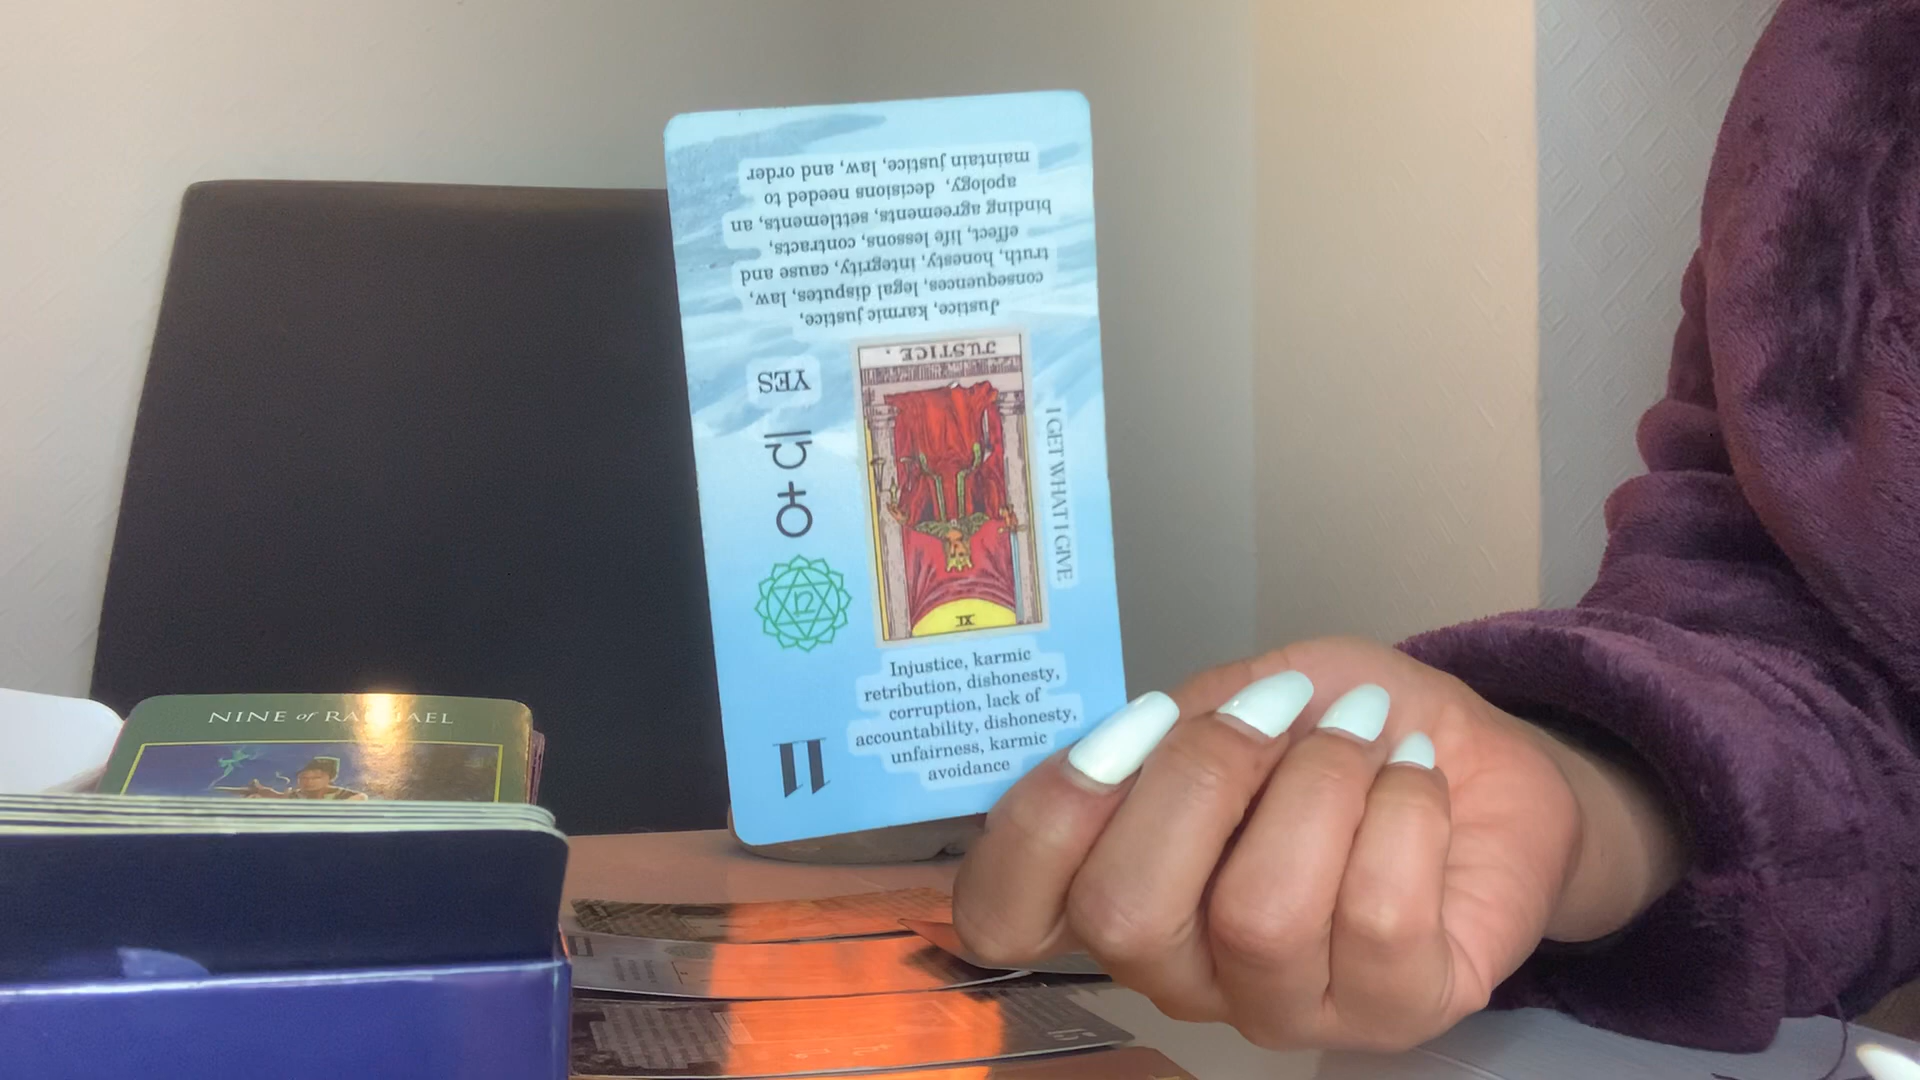 Justice, karmic justice,
consequences, legal disputes, law,
truth, honesty, integrity, cause and
effect, life lessons, contracts,
binding agreements, settlements, an
apology, decisions needed to
maintain justice, law, and order
JUSTICE.
YES
I GET WHAT I GIVE
XI
Injustice, karmic
retribution, dishonesty,
corruption, lack of
accountability, dishonesty,
unfairness, karmic
avoidance
11
NINE of RAPHAEL